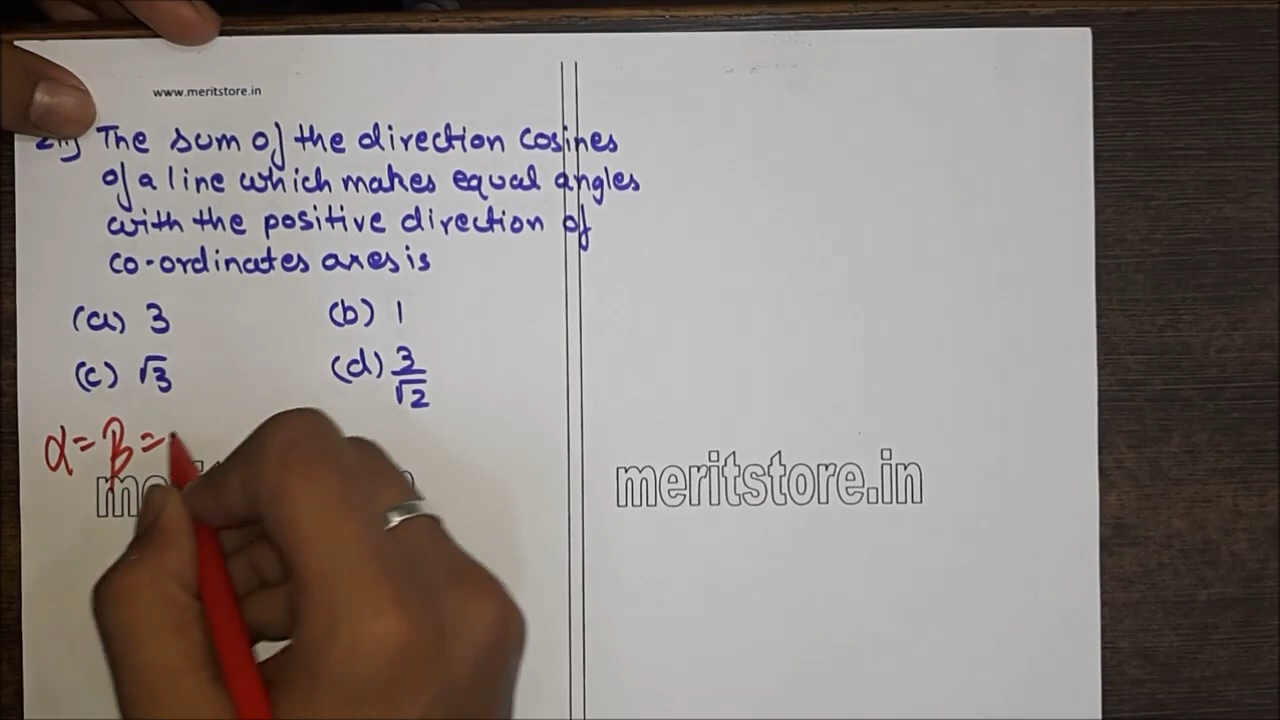 www.meritstore.in
The sum of the direction cosines
of a line which makes equal angles
with the positive direction of
co-ordinates axes is
(a) 3 (b) 1
(c) √3 (d) 3/√2
α = β =
meritstore.in